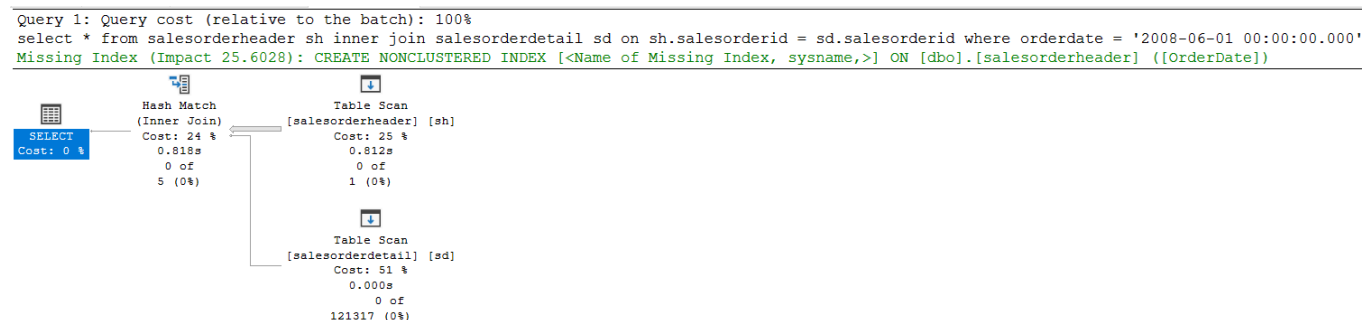 Query 1: Query cost (relative to the batch): 100%
select * from salesorderheader sh inner join salesorderdetail sd on sh.salesorderid = sd.salesorderid where orderdate = '2008-06-01 00:00:00.000'
Missing Index (Impact 25.6028): CREATE NONCLUSTERED INDEX [<Name of Missing Index, sysname,>] ON [dbo].[salesorderheader] ([OrderDate])
SELECT
Cost: 0 %
Hash Match
(Inner Join)
Cost: 24 %
0.818s
0 of
5 (0%)
Table Scan
[salesorderheader] [sh]
Cost: 25 %
0.812s
0 of
1 (0%)
Table Scan
[salesorderdetail] [sd]
Cost: 51 %
0.000s
0 of
121317 (0%)